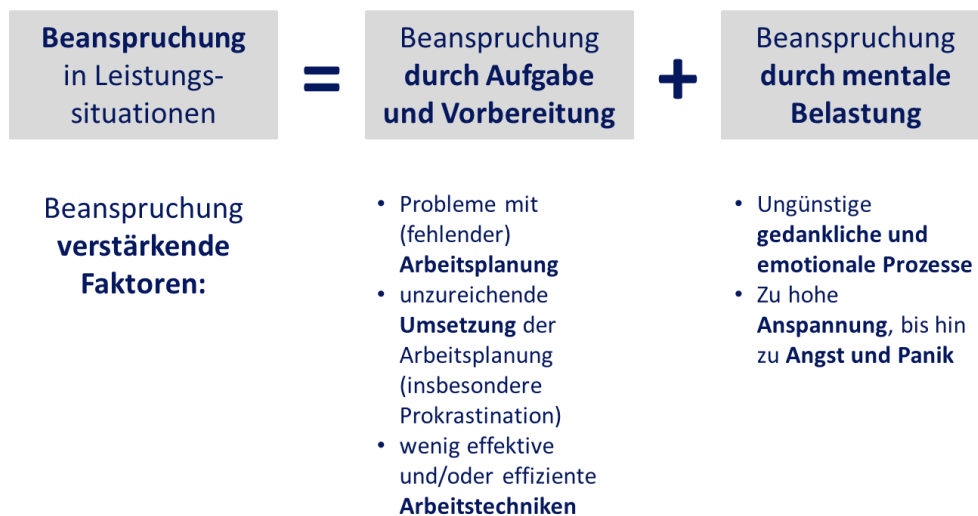 Beanspruchung
in Leistungs-
situationen
=
Beanspruchung
durch Aufgabe
und Vorbereitung
+
Beanspruchung
durch mentale
Belastung
Beanspruchung
verstärkende
Faktoren:
• Probleme mit
(fehlender)
Arbeitsplanung
• unzureichende
Umsetzung der
Arbeitsplanung
(insbesondere
Prokrastination)
• wenig effektive
und/oder effiziente
Arbeitstechniken
• Ungünstige
gedankliche und
emotionale Prozesse
• Zu hohe
Anspannung, bis hin
zu Angst und Panik